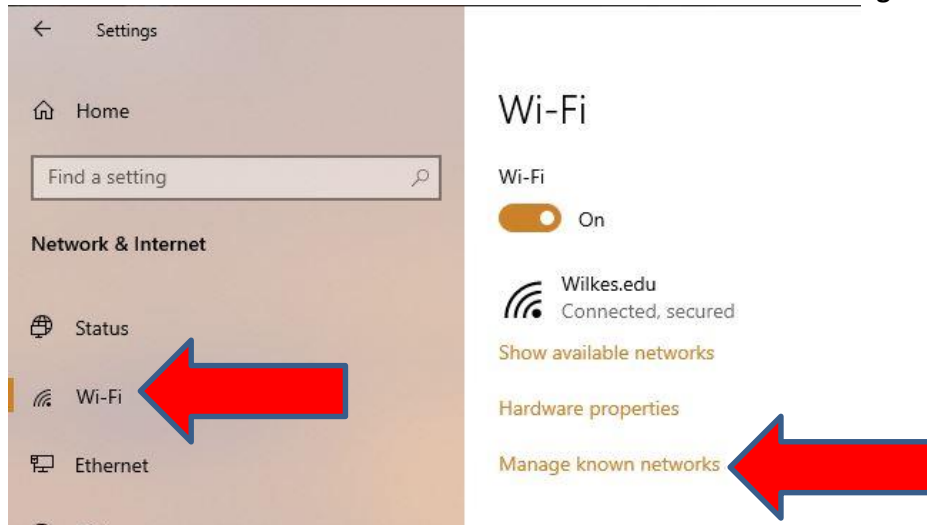 Settings
Home
Find a setting
Network & Internet
Status
Wi-Fi
Ethernet
Wi-Fi
Wi-Fi
On
Wilkes.edu
Connected, secured
Show available networks
Hardware properties
Manage known networks